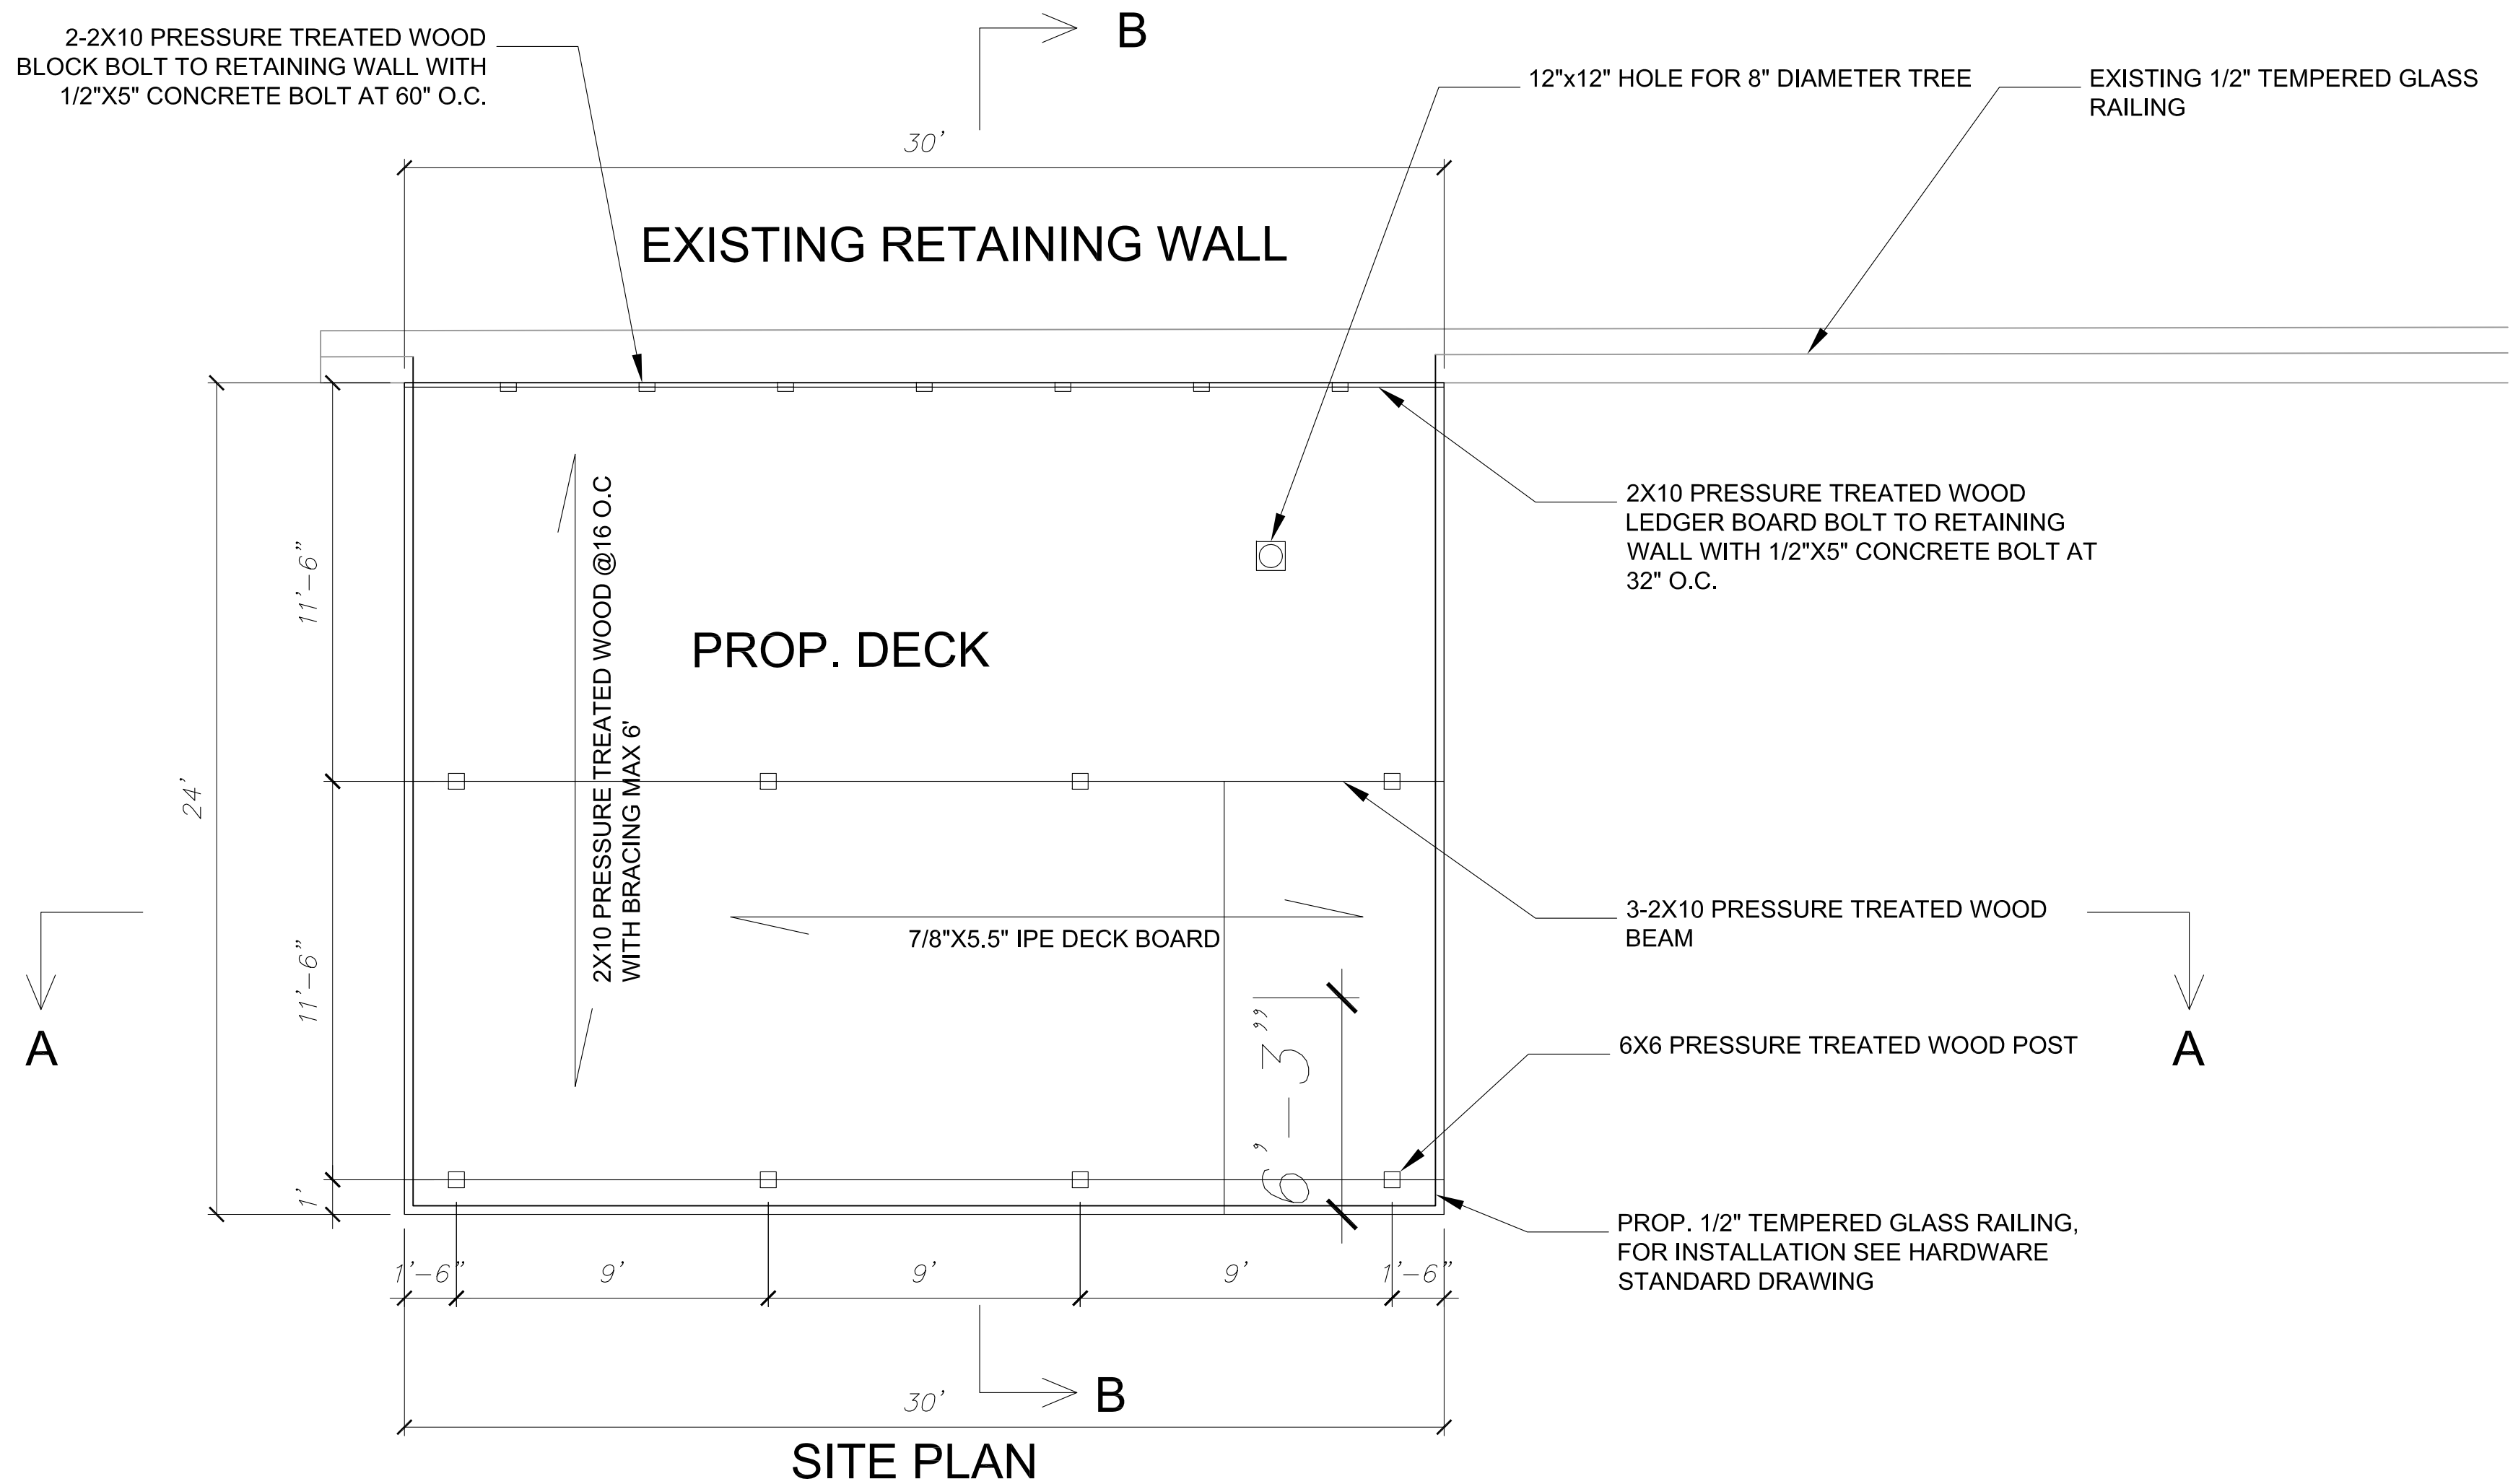 B
2-2X10 PRESSURE TREATED WOOD
BLOCK BOLT TO RETAINING WALL WITH
1/2"X5" CONCRETE BOLT AT 60" O.C.
12"x12" HOLE FOR 8" DIAMETER TREE
EXISTING 1/2" TEMPERED GLASS
RAILING
30'
EXISTING RETAINING WALL
2X10 PRESSURE TREATED WOOD
LEDGER BOARD BOLT TO RETAINING
WALL WITH 1/2"X5" CONCRETE BOLT AT
32" O.C.
11'-6"
2X10 PRESSURE TREATED WOOD @16 O.C
WITH BRACING MAX 6'
PROP. DECK
24'
3-2X10 PRESSURE TREATED WOOD
BEAM
7/8"X5.5" IPE DECK BOARD
11'-6"
A
A
6X6 PRESSURE TREATED WOOD POST
6'-3"
1'
PROP. 1/2" TEMPERED GLASS RAILING,
FOR INSTALLATION SEE HARDWARE
STANDARD DRAWING
1'-6"
9'
9'
9'
1'-6"
30'
B
SITE PLAN